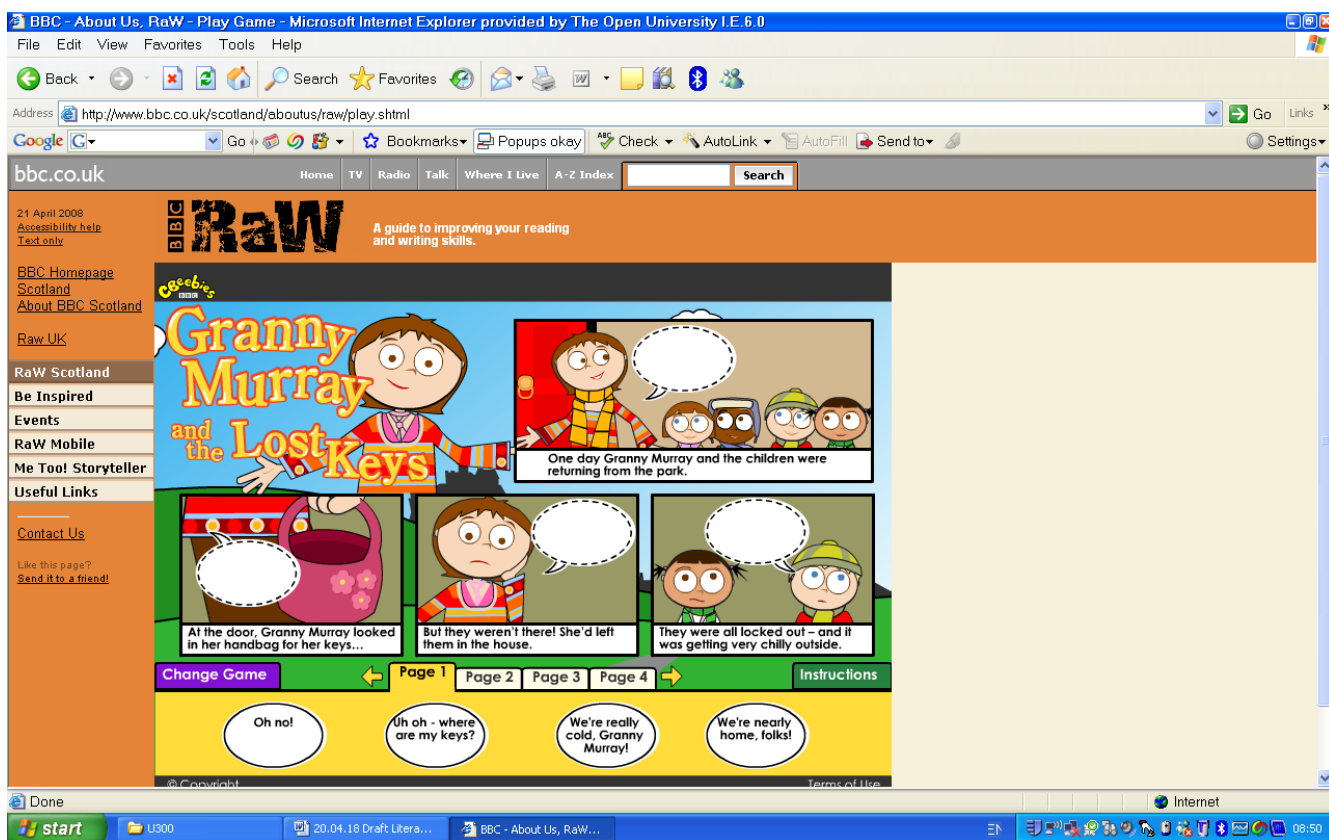 BBC - About Us, RaW - Play Game - Microsoft Internet Explorer provided by The Open University I.E.6.0
File Edit View Favorites Tools Help
Back Search Favorites
Address http://www.bbc.co.uk/scotland/aboutus/raw/play.shtml Go Links
Google G Go Bookmarks Popups okay ABC Check AutoLink AutoFill Send to Settings
bbc.co.uk Home TV Radio Talk Where I Live A-Z Index Search
21 April 2008
Accessibility help
Text only
BBC Homepage
Scotland
About BBC Scotland
Raw UK
RaW Scotland
Be Inspired
Events
RaW Mobile
Me Too! Storyteller
Useful Links
Contact Us
Like this page?
Send it to a friend!
BBC RaW
A guide to improving your reading
and writing skills.
CBeebies
BBC
Granny
Murray
and
the Lost
Keys
One day Granny Murray and the children were
returning from the park.
At the door, Granny Murray looked
in her handbag for her keys...
But they weren't there! She'd left
them in the house.
They were all locked out – and it
was getting very chilly outside.
Change Game Page 1 Page 2 Page 3 Page 4 Instructions
Oh no!
Uh oh - where
are my keys?
We're really
cold, Granny
Murray!
We're nearly
home, folks!
© Copyright Terms of Use
Done Internet
start U300 20.04.18 Draft Litera... BBC - About Us, RaW... EN 08:50